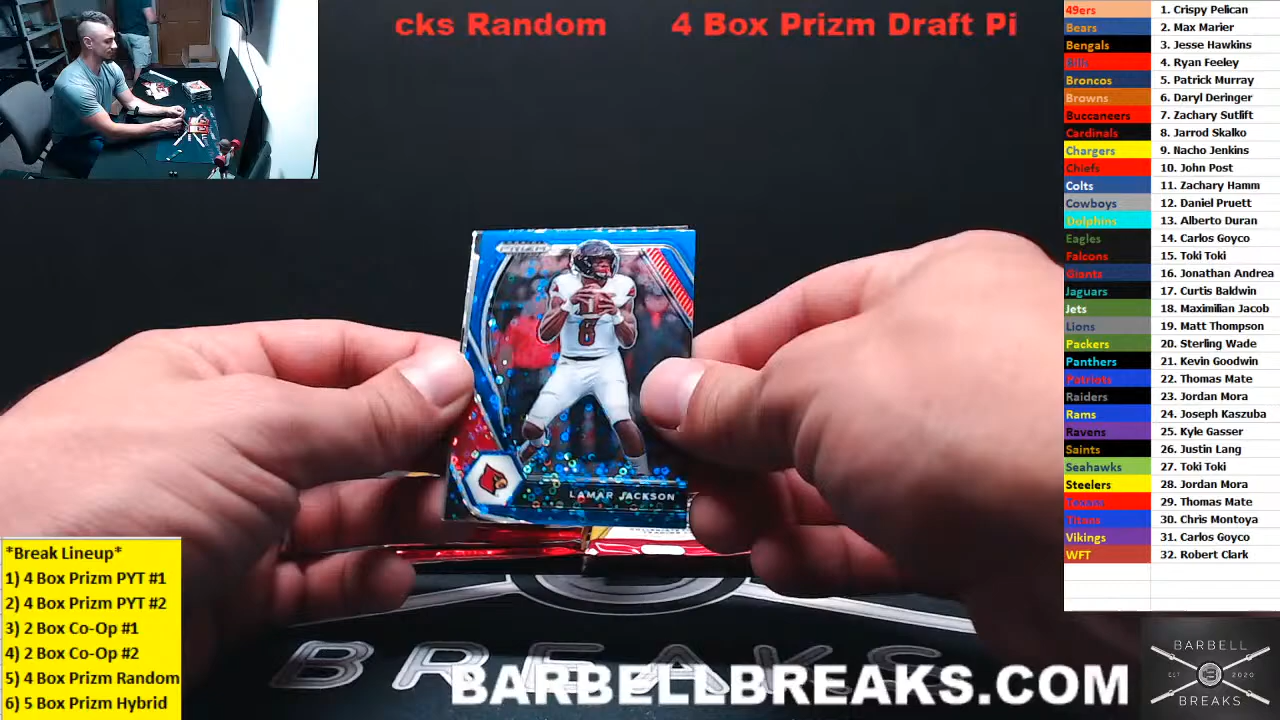 cks Random 4 Box Prizm Draft Pi
49ers 1. Crispy Pelican
Bears 2. Max Marier
Bengals 3. Jesse Hawkins
Bills 4. Ryan Feeley
Broncos 5. Patrick Murray
Browns 6. Daryl Deringer
Buccaneers 7. Zachary Sutlift
Cardinals 8. Jarrod Skalko
Chargers 9. Nacho Jenkins
Chiefs 10. John Post
Colts 11. Zachary Hamm
Cowboys 12. Daniel Pruett
Dolphins 13. Alberto Duran
Eagles 14. Carlos Goyco
Falcons 15. Toki Toki
Giants 16. Jonathan Andrea
Jaguars 17. Curtis Baldwin
Jets 18. Maximilian Jacob
Lions 19. Matt Thompson
Packers 20. Sterling Wade
Panthers 21. Kevin Goodwin
Patriots 22. Thomas Mate
Raiders 23. Jordan Mora
Rams 24. Joseph Kaszuba
Ravens 25. Kyle Gasser
Saints 26. Justin Lang
Seahawks 27. Toki Toki
Steelers 28. Jordan Mora
Texans 29. Thomas Mate
Titans 30. Chris Montoya
Vikings 31. Carlos Goyco
WFT 32. Robert Clark
PRIZM
8
LAMAR JACKSON
*Break Lineup*
1) 4 Box Prizm PYT #1
2) 4 Box Prizm PYT #2
3) 2 Box Co-Op #1
4) 2 Box Co-Op #2
5) 4 Box Prizm Random
6) 5 Box Prizm Hybrid
BREAKS
BARBELLBREAKS.COM
BARBELL
EST 2020
BREAKS